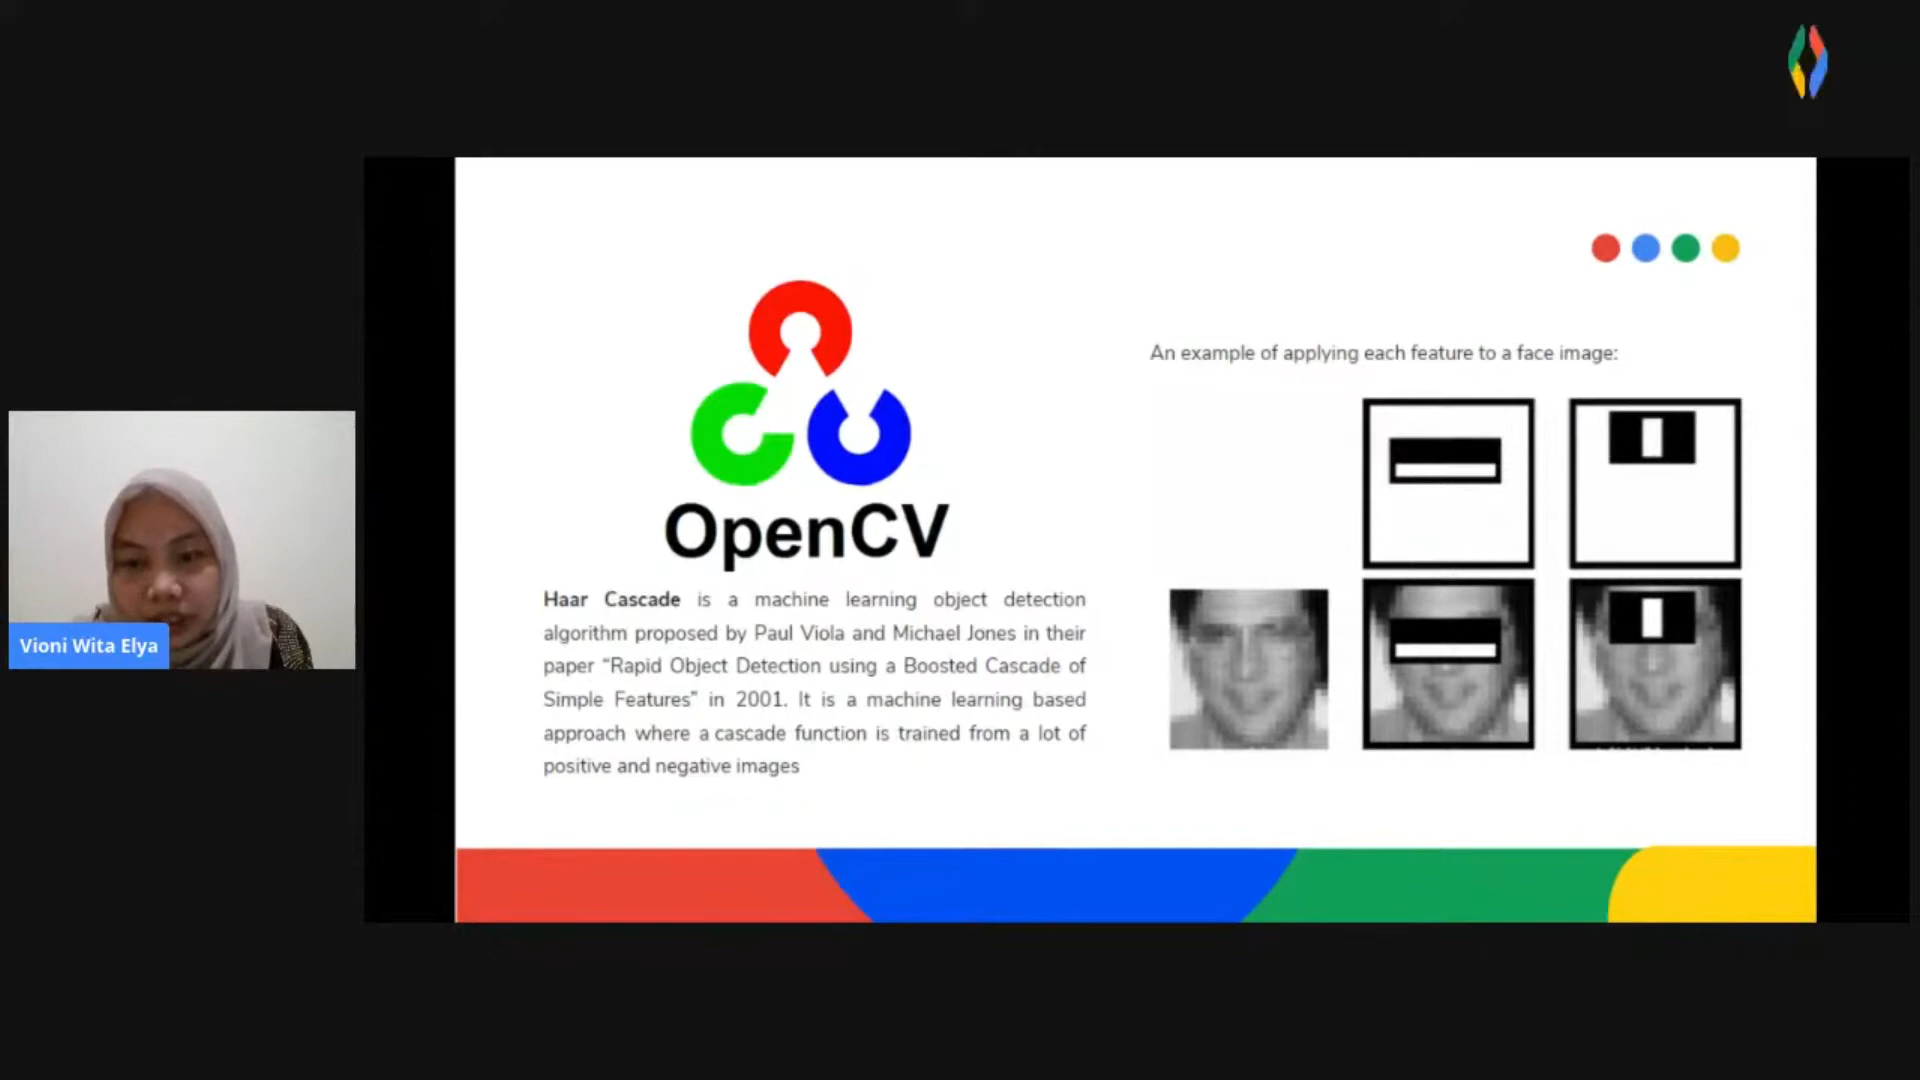 An example of applying each feature to a face image:
OpenCV
Haar Cascade is a machine learning object detection
algorithm proposed by Paul Viola and Michael Jones in their
paper “Rapid Object Detection using a Boosted Cascade of
Simple Features” in 2001. It is a machine learning based
approach where a cascade function is trained from a lot of
positive and negative images
Vioni Wita Elya